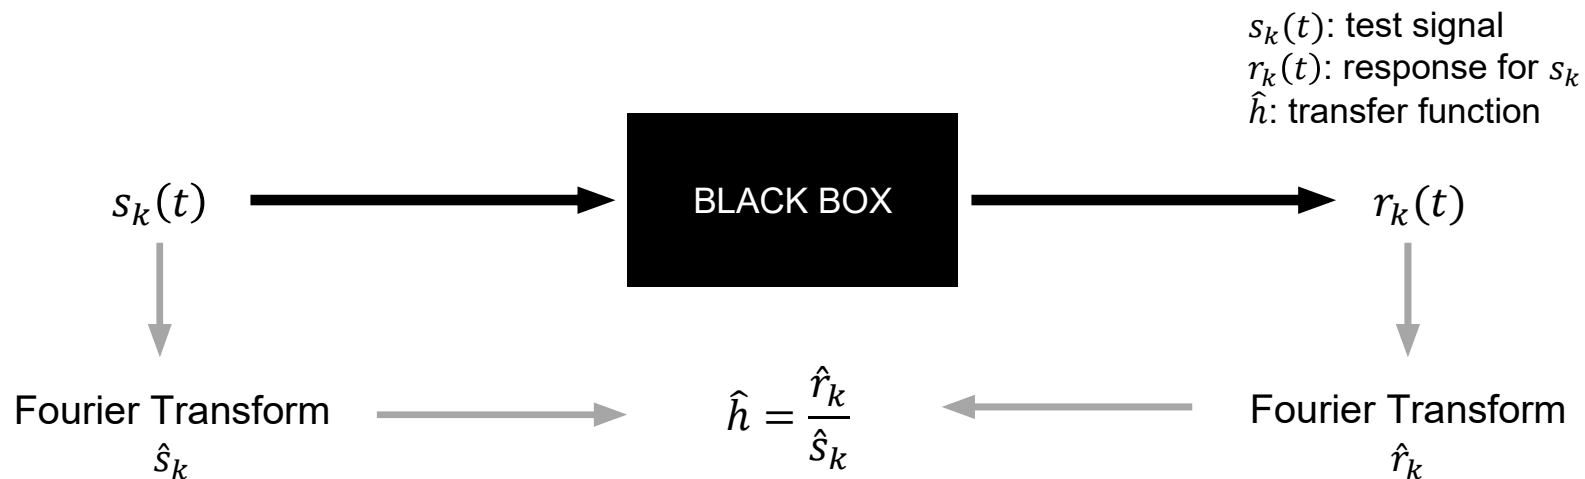 s_k(t): test signal
r_k(t): response for s_k
ĥ: transfer function
s_k(t)
BLACK BOX
r_k(t)
Fourier Transform
ŝ_k
ĥ = r̂_k / ŝ_k
Fourier Transform
r̂_k